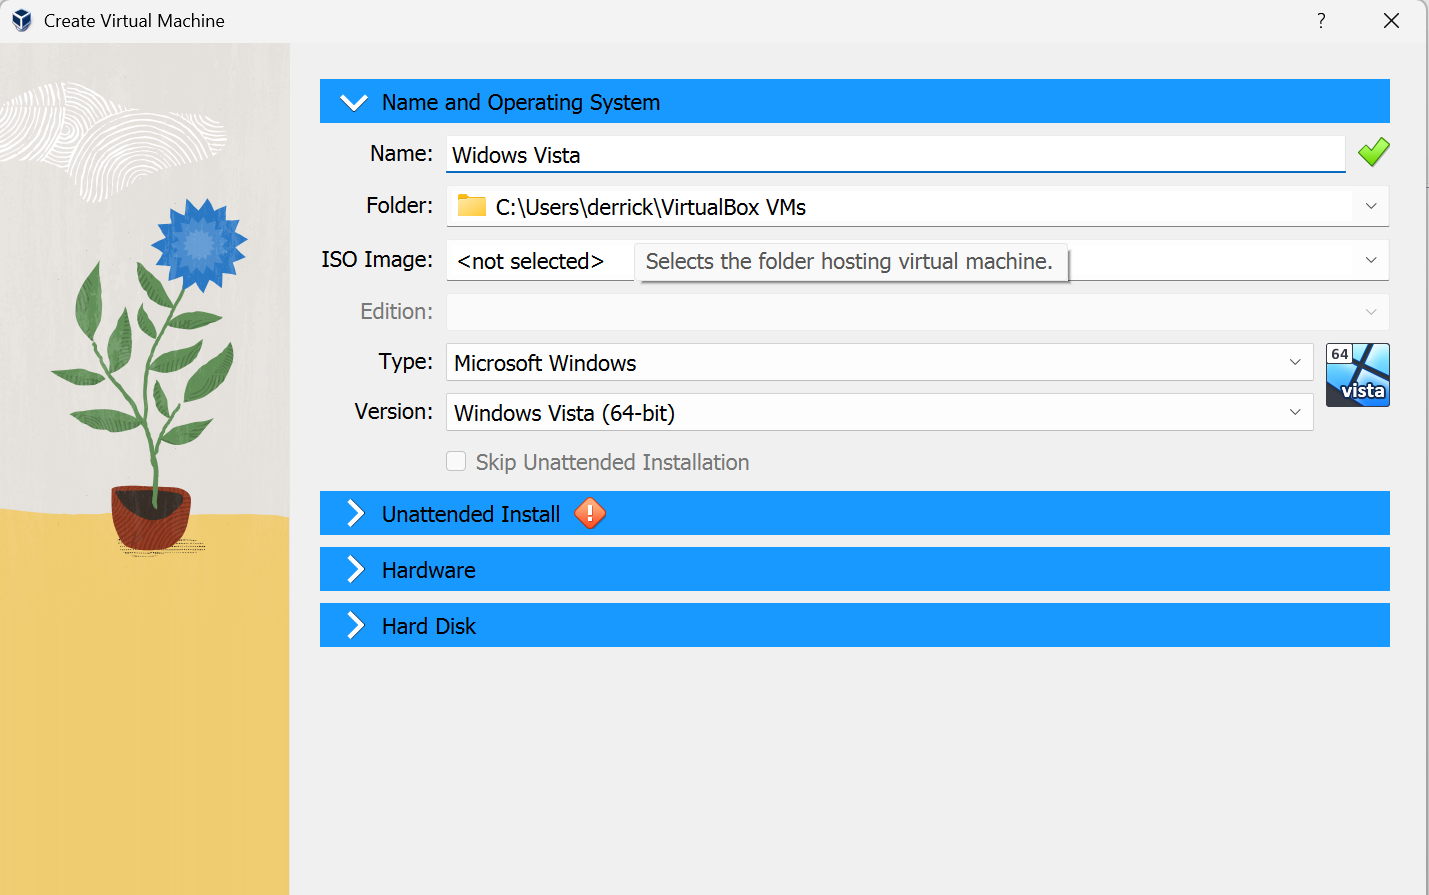 Create Virtual Machine ?
Name and Operating System
Name: Widows Vista
Folder: C:\Users\derrick\VirtualBox VMs
ISO Image: <not selected> Selects the folder hosting virtual machine.
Edition:
Type: Microsoft Windows
64
vista
Version: Windows Vista (64-bit)
Skip Unattended Installation
Unattended Install
Hardware
Hard Disk